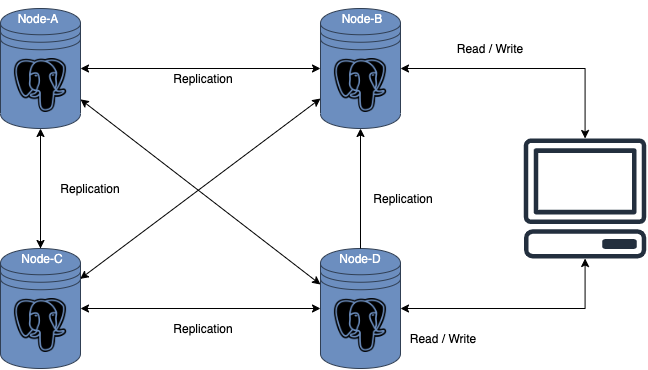 Node-A
Node-B
Read / Write
Replication
Replication
Replication
Node-C
Node-D
Replication
Read / Write